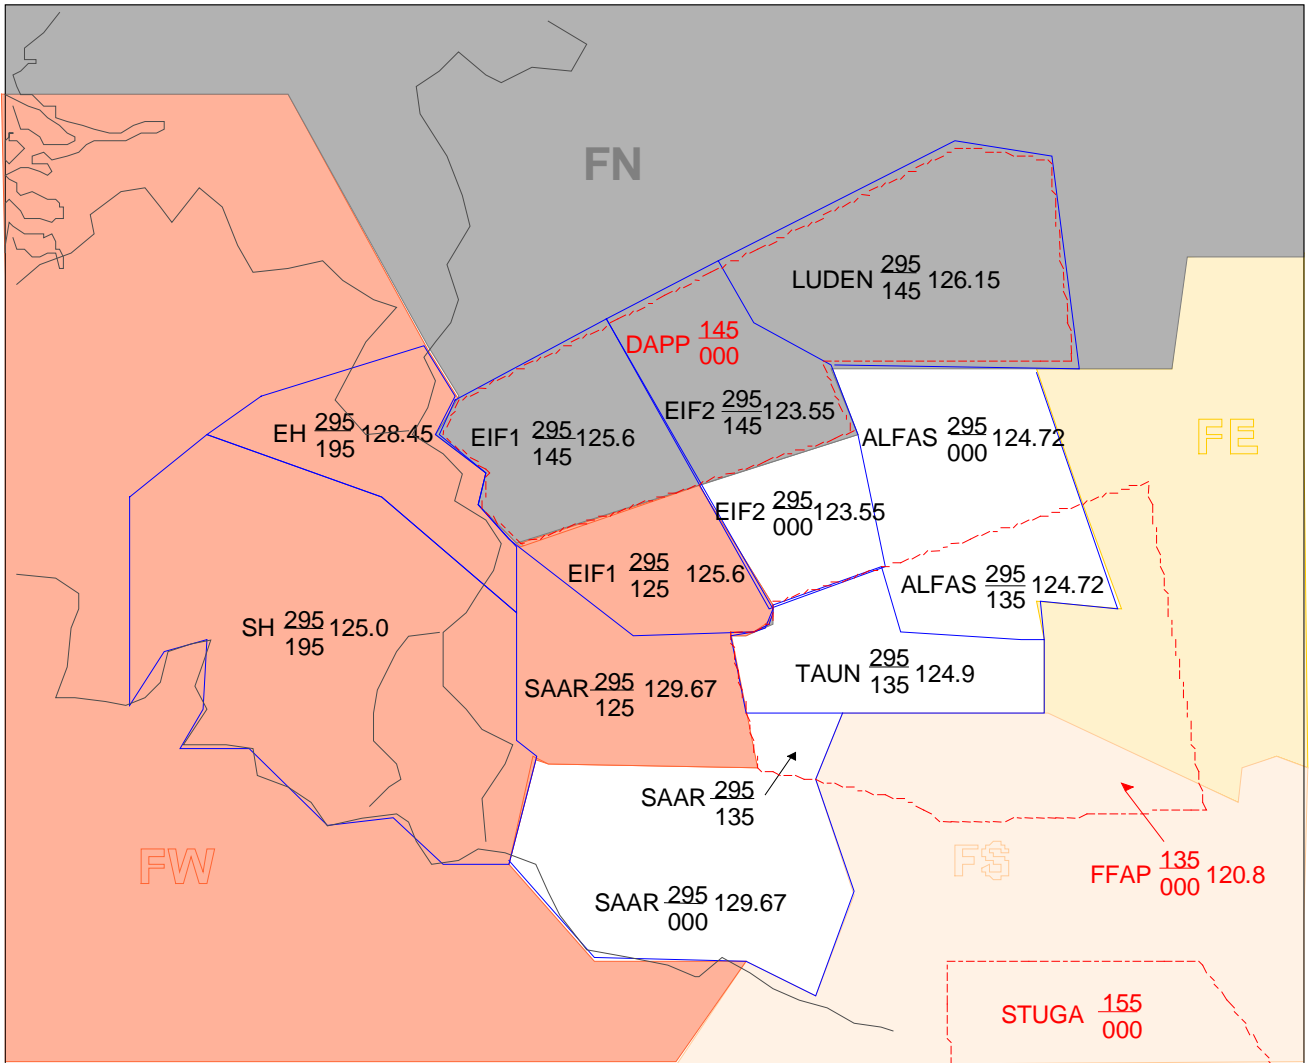 FN
LUDEN 295 126.15
145
DAPP 145
000
EIF2 295 123.55
145
EH 295 128.45
195
EIF1 295 125.6
145
ALFAS 295 124.72
000
FE
EIF2 295 123.55
000
EIF1 295 125.6
125
ALFAS 295 124.72
135
SH 295 125.0
195
SAAR 295 129.67
125
TAUN 295 124.9
135
SAAR 295
135
FW
FS
FFAP 135 120.8
000
SAAR 295 129.67
000
STUGA 155
000